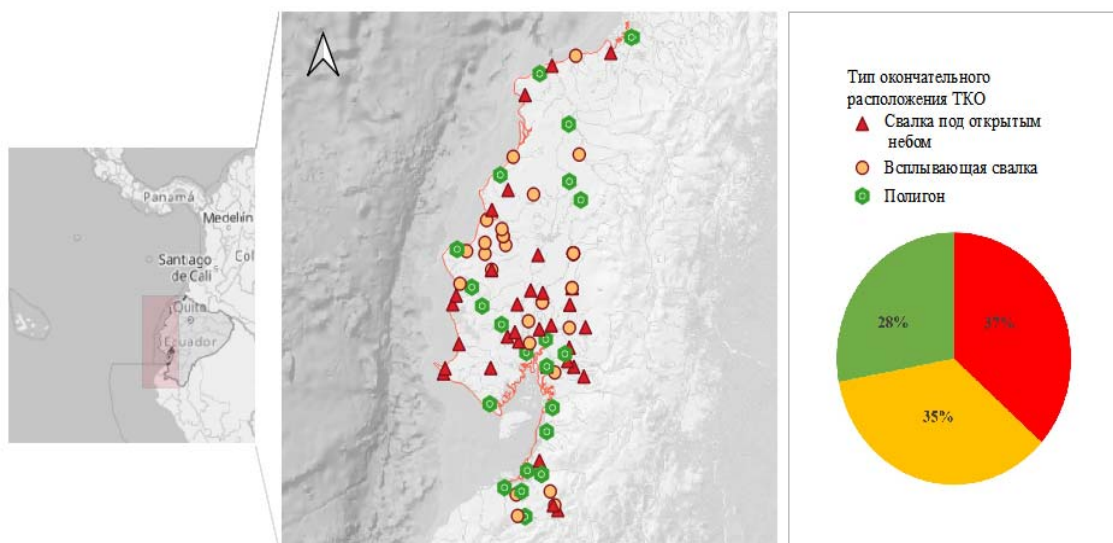 Panamá
Medellín
Santiago
de Cali
Quito
Ecuador
Тип окончательного
расположения ТКО
Свалка под открытым
небом
Всплывающая свалка
Полигон
28%
37%
35%